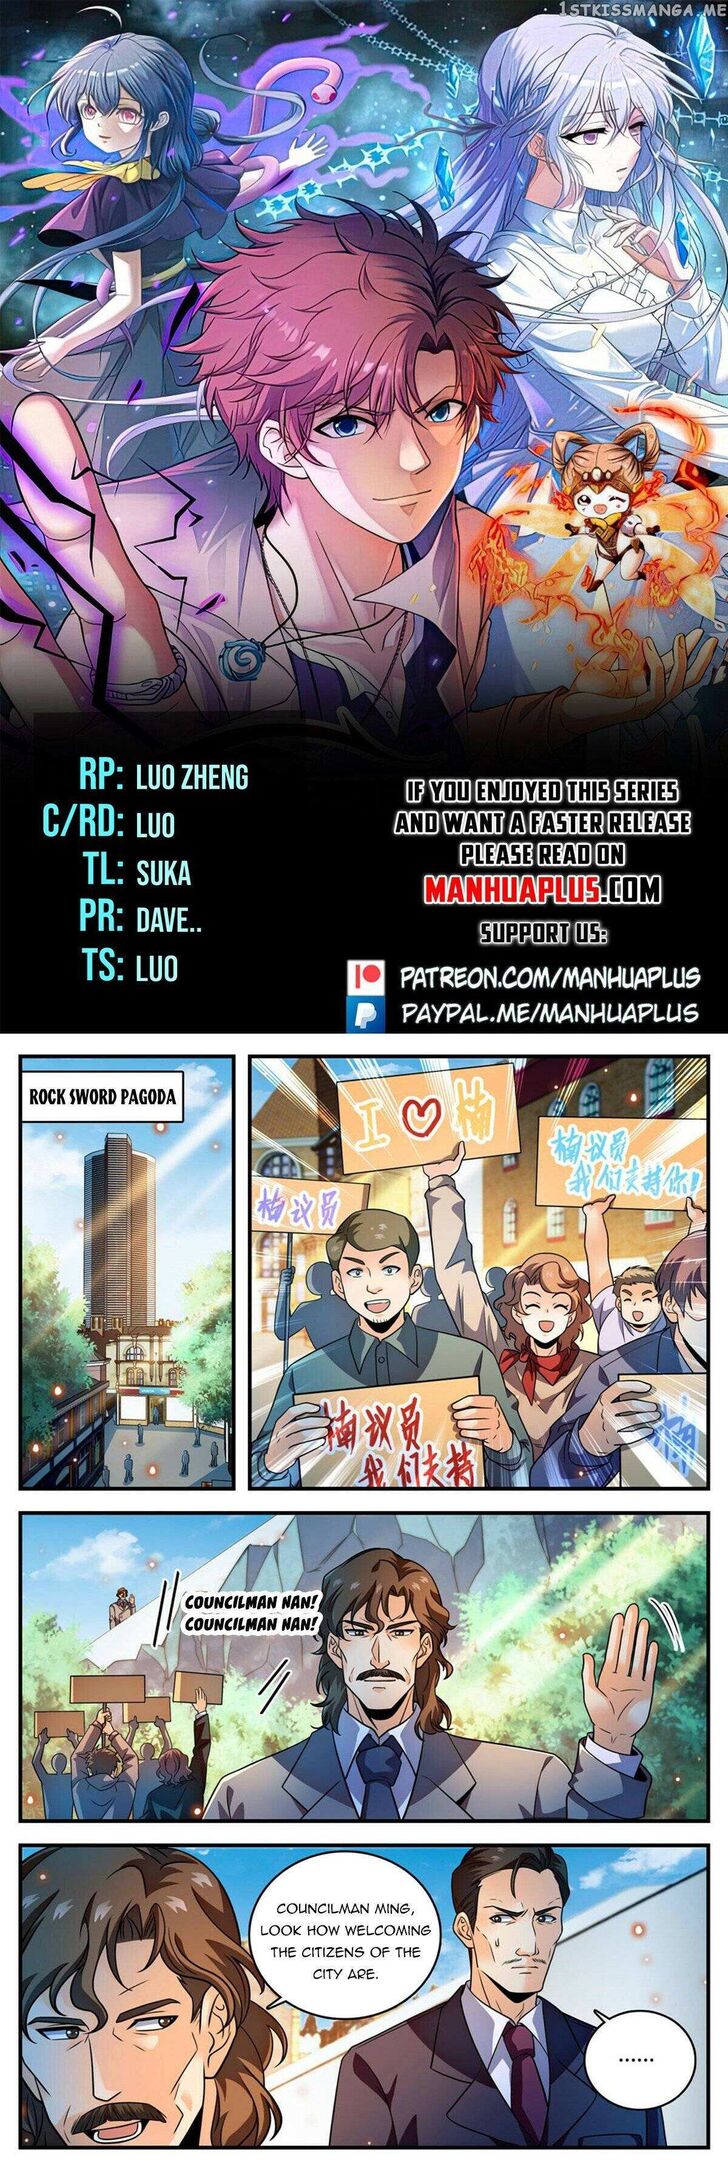 1STKISSMANGA.ME
RP: LUO ZHENG
C/RD: LUO
TL: SUKA
PR: DAVE..
TS: LUO
IF YOU ENJOYED THIS SERIES
AND WANT A FASTER RELEASE
PLEASE READ ON
MANHUAPLUS.COM
SUPPORT US:
PATREON.COM/MANHUAPLUS
PAYPAL.ME/MANHUAPLUS
ROCK SWORD PAGODA
工 ♡ 楠
楠议员
我们支持你!!
楠议员
楠议员
我们支持
COUNCILMAN NAN!
COUNCILMAN NAN!
COUNCILMAN MING,
LOOK HOW WELCOMING
THE CITIZENS OF THE
CITY ARE.
......